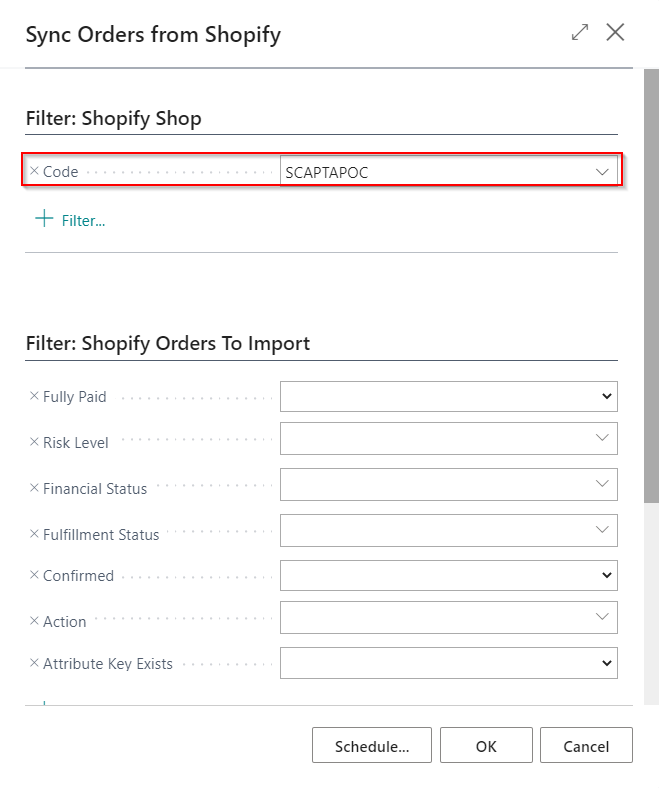 Sync Orders from Shopify
Filter: Shopify Shop
Code SCAPTAPOC
Filter...
Filter: Shopify Orders To Import
Fully Paid
Risk Level
Financial Status
Fulfillment Status
Confirmed
Action
Attribute Key Exists
Schedule... OK Cancel